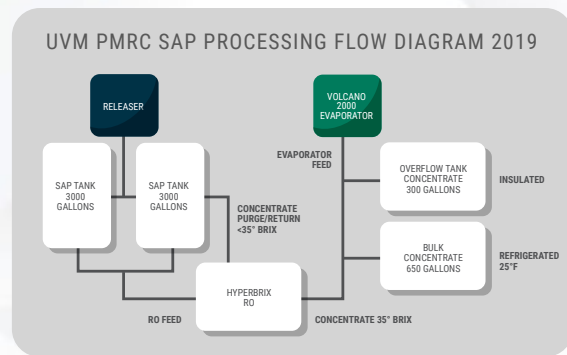 UVM PMRC SAP PROCESSING FLOW DIAGRAM 2019
RELEASER
VOLCANO
2000
EVAPORATOR
EVAPORATOR
FEED
SAP TANK
3000
GALLONS
SAP TANK
3000
GALLONS
OVERFLOW TANK
CONCENTRATE
300 GALLONS
INSULATED
CONCENTRATE
PURGE/RETURN
<35° BRIX
BULK
CONCENTRATE
650 GALLONS
REFRIGERATED
25°F
HYPERBRIX
RO
RO FEED
CONCENTRATE 35° BRIX